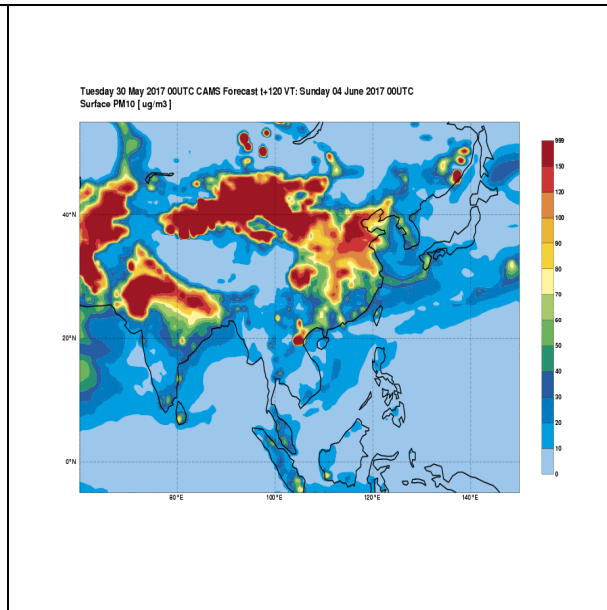 Tuesday 30 May 2017 00UTC CAMS Forecast t+120 VT: Sunday 04 June 2017 00UTC
Surface PM10 [ ug/m3 ]
999
150
120
100
90
80
70
60
50
40
30
20
10
0
40°N
20°N
0°N
80°E
100°E
120°E
140°E